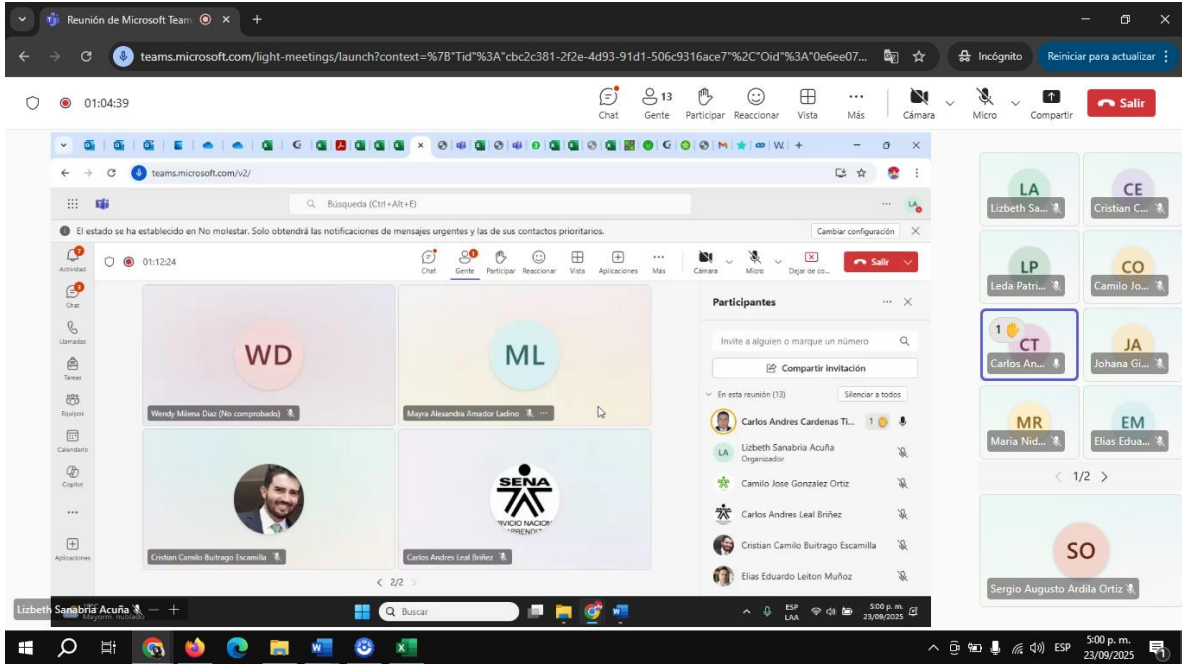 Reunión de Microsoft Team
teams.microsoft.com/light-meetings/launch?context=%7B"Tid"%3A"cbc2c381-2f2e-4d93-91d1-506c9316ace7"%2C"Oid"%3A"0e6ee07...
Incógnito
Reiniciar para actualizar
01:04:39
13
Chat Gente Participar Reaccionar Vista Más Cámara Micro Compartir
Salir
teams.microsoft.com/v2/
Búsqueda (Ctrl+Alt+E)
LA
El estado se ha establecido en No molestar. Solo obtendrá las notificaciones de mensajes urgentes y las de sus contactos prioritarios.
Cambiar configuración
Actividad
Chat
Llamadas
Tareas
Equipos
Calendario
Copilot
Aplicaciones
01:12:24
Chat Gente Participar Reaccionar Vista Aplicaciones Más Cámara Micro Dejar de co...
Salir
WD
Wendy Milena Diaz (No comprobado)
ML
Mayra Alexandra Amador Ladino
Cristian Camilo Buitrago Escamilla
SENA
Carlos Andres Leal Briñez
2/2
Participantes
Invite a alguien o marque un número
Compartir invitación
En esta reunión (13)
Silenciar a todos
Carlos Andres Cardenas Ti... 1
LA
Lizbeth Sanabria Acuña
Organizador
Camilo Jose Gonzalez Ortiz
Carlos Andres Leal Briñez
Cristian Camilo Buitrago Escamilla
Elias Eduardo Leiton Muñoz
Lizbeth Sanabria Acuña
Buscar
ESP
LAA
5:00 p. m.
23/09/2025
LA
Lizbeth Sa...
CE
Cristian C...
LP
Leda Patri...
CO
Camilo Jo...
1
CT
Carlos An...
JA
Johana Gi...
MR
Maria Nid...
EM
Elias Edua...
1/2
SO
Sergio Augusto Ardila Ortiz
ESP
5:00 p. m.
23/09/2025